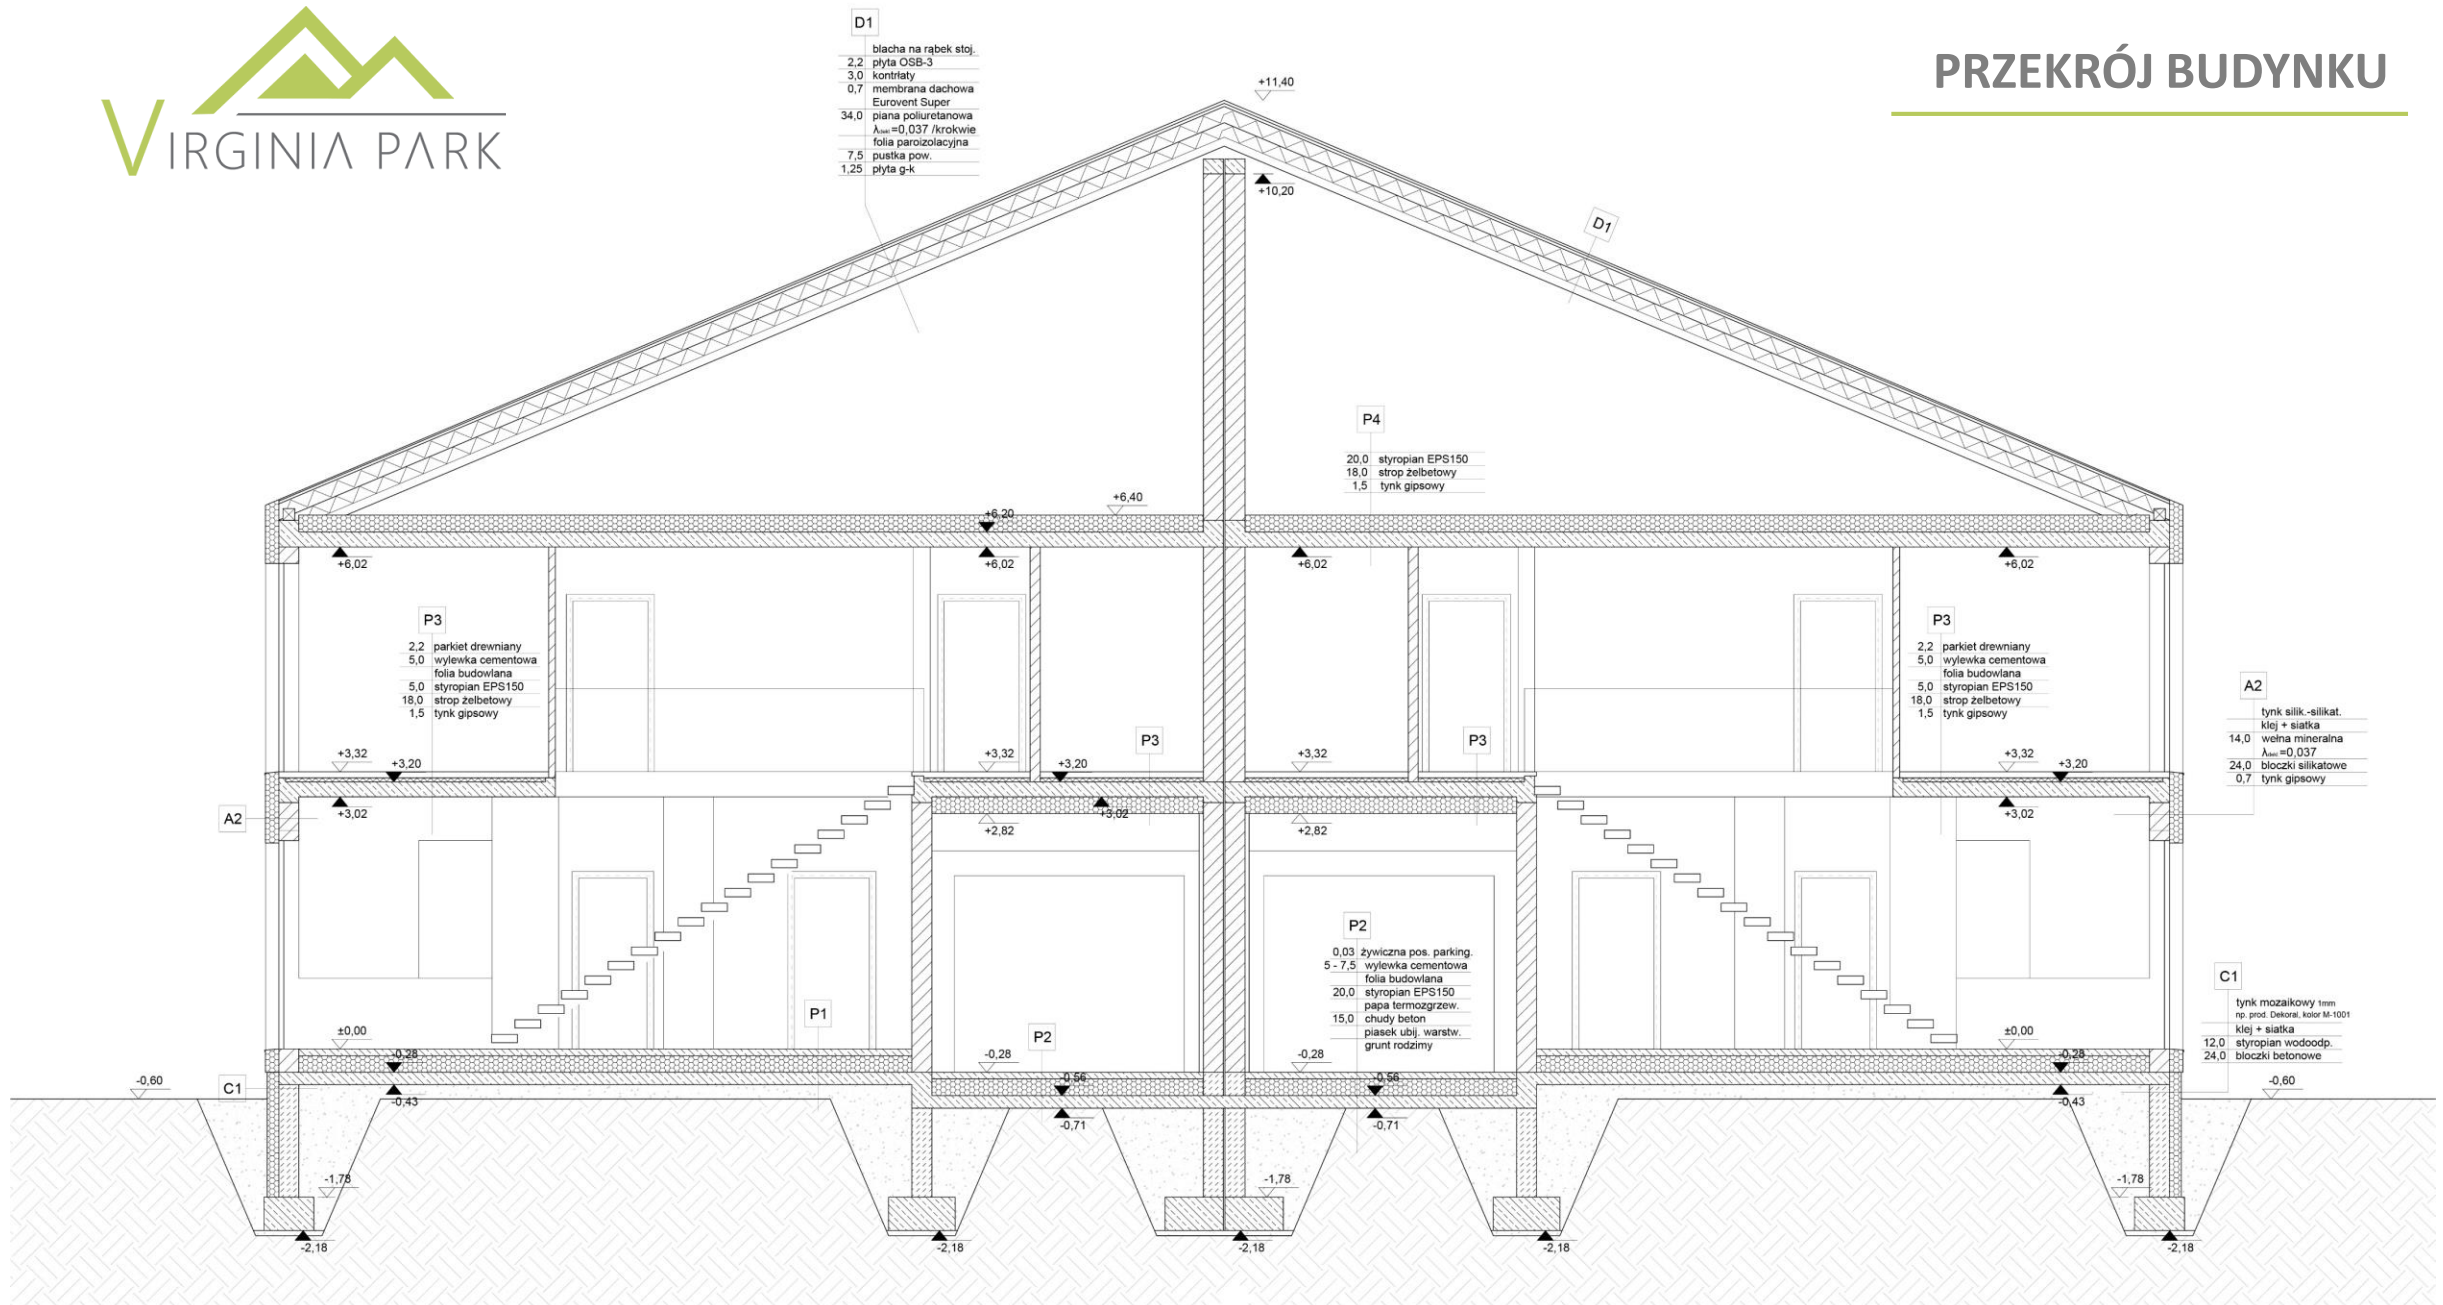 VIRGINIA PARK
PRZEKRÓJ BUDYNKU
D1
blacha na rąbek stoj.
2,2 płyta OSB-3
3,0 kontrłaty
0,7 membrana dachowa
Eurovent Super
34,0 piana poliuretanowa
=0,037 /krokwie
folia paroizolacyjna
7,5 pustka pow.
1,25 płyta g-k
+11,40
+10,20
D1
P4
20,0 styropian EPS150
18,0 strop żelbetowy
1,5 tynk gipsowy
+6,40
+6,20
+6,02
+6,02
+6,02
+6,02
P3
2,2 parkiet drewniany
5,0 wylewka cementowa
folia budowlana
5,0 styropian EPS150
18,0 strop żelbetowy
1,5 tynk gipsowy
P3
2,2 parkiet drewniany
5,0 wylewka cementowa
folia budowlana
5,0 styropian EPS150
18,0 strop żelbetowy
1,5 tynk gipsowy
A2
tynk silik.-silikat.
klej + siatka
14,0 wełna mineralna
=0,037
24,0 bloczki silikatowe
0,7 tynk gipsowy
P3
P3
+3,32
+3,20
+3,32
+3,20
+3,32
+3,32
+3,20
+3,02
+3,02
+3,02
A2
+2,82
+2,82
P2
0,03 żywiczna pos. parking.
5 - 7,5 wylewka cementowa
folia budowlana
20,0 styropian EPS150
papa termozgrzew.
15,0 chudy beton
piasek ubij. warstw.
grunt rodzimy
C1
tynk mozaikowy 1mm
np. prod. Dekoral, kolor M-1001
klej + siatka
12,0 styropian wodoodp.
24,0 bloczki betonowe
P1
P2
±0,00
±0,00
-0,28
-0,28
-0,28
-0,28
-0,56
-0,56
-0,60
C1
-0,43
-0,71
-0,71
-0,43
-0,60
-1,78
-1,78
-1,78
-2,18
-2,18
-2,18
-2,18
-2,18